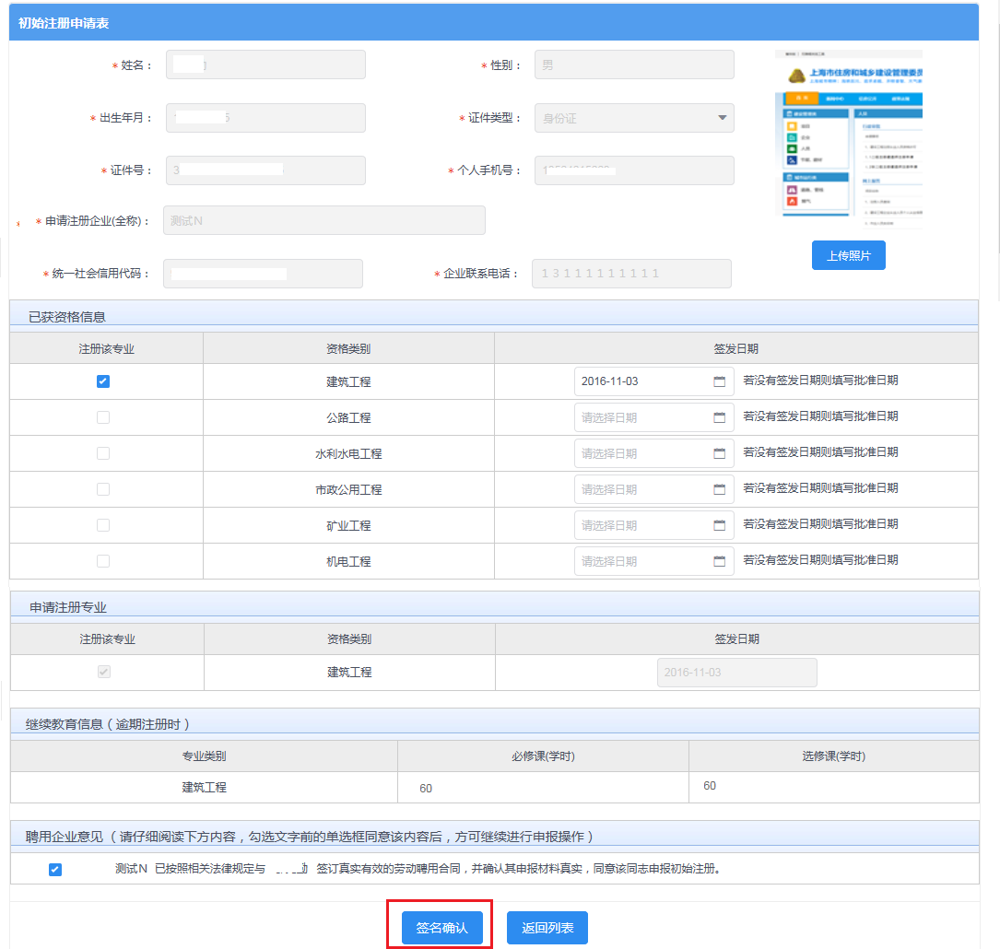 初始注册申请表
* 姓名： * 性别： 男
* 出生年月： * 证件类型： 身份证
* 证件号： 3 * 个人手机号：
* * 申请注册企业(全称)： 测试N
* 统一社会信用代码： * 企业联系电话： 13111111111
上海市住房和城乡建设管理委员
上传照片
已获资格信息
注册该专业 资格类别 签发日期
建筑工程 2016-11-03 若没有签发日期则填写批准日期
公路工程 请选择日期 若没有签发日期则填写批准日期
水利水电工程 请选择日期 若没有签发日期则填写批准日期
市政公用工程 请选择日期 若没有签发日期则填写批准日期
矿业工程 请选择日期 若没有签发日期则填写批准日期
机电工程 请选择日期 若没有签发日期则填写批准日期
申请注册专业
注册该专业 资格类别 签发日期
建筑工程 2016-11-03
继续教育信息（逾期注册时）
专业类别 必修课(学时) 选修课(学时)
建筑工程 60 60
聘用企业意见 （请仔细阅读下方内容，勾选文字前的单选框同意该内容后，方可继续进行申报操作）
测试N 已按照相关法律规定与 签订真实有效的劳动聘用合同，并确认其申报材料真实，同意该同志申报初始注册。
签名确认 返回列表